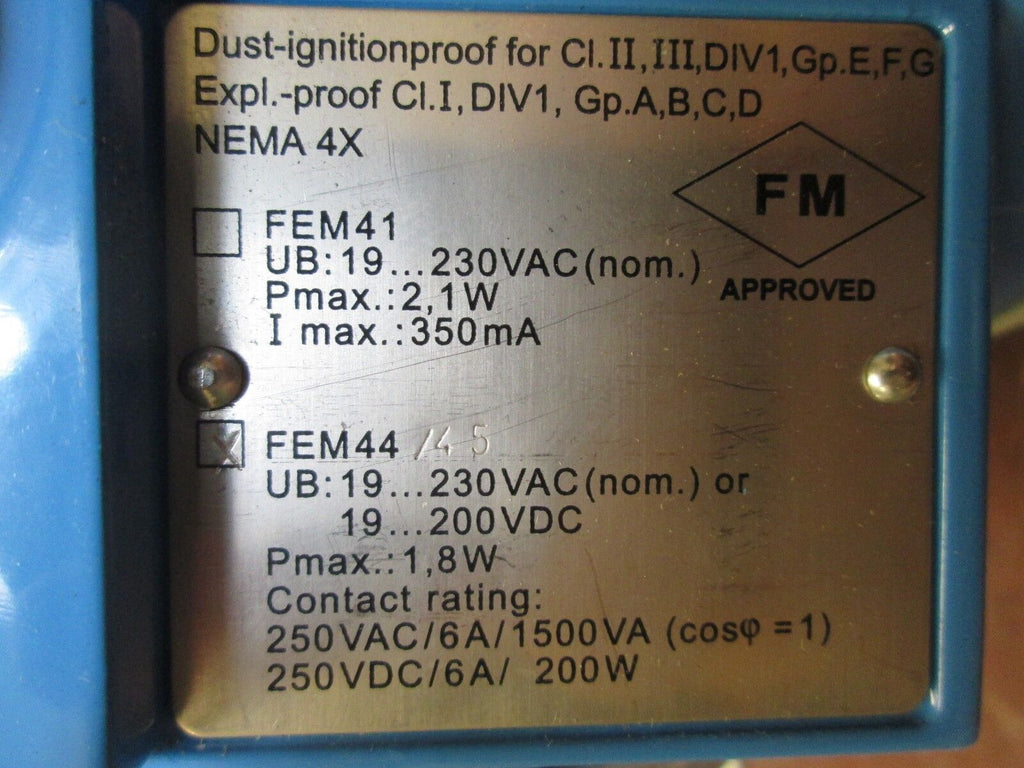 Dust-ignitionproof for Cl.II,III,DIV1,Gp.E,F,G
Expl.-proof Cl.I,DIV1, Gp.A,B,C,D
NEMA 4X
FM
APPROVED
FEM41
UB:19...230VAC(nom.)
Pmax.:2,1W
I max.:350mA
X FEM44 /45
UB:19...230VAC(nom.) or
19...200VDC
Pmax.:1,8W
Contact rating:
250VAC/6A/1500VA (cosφ =1)
250VDC/6A/ 200W